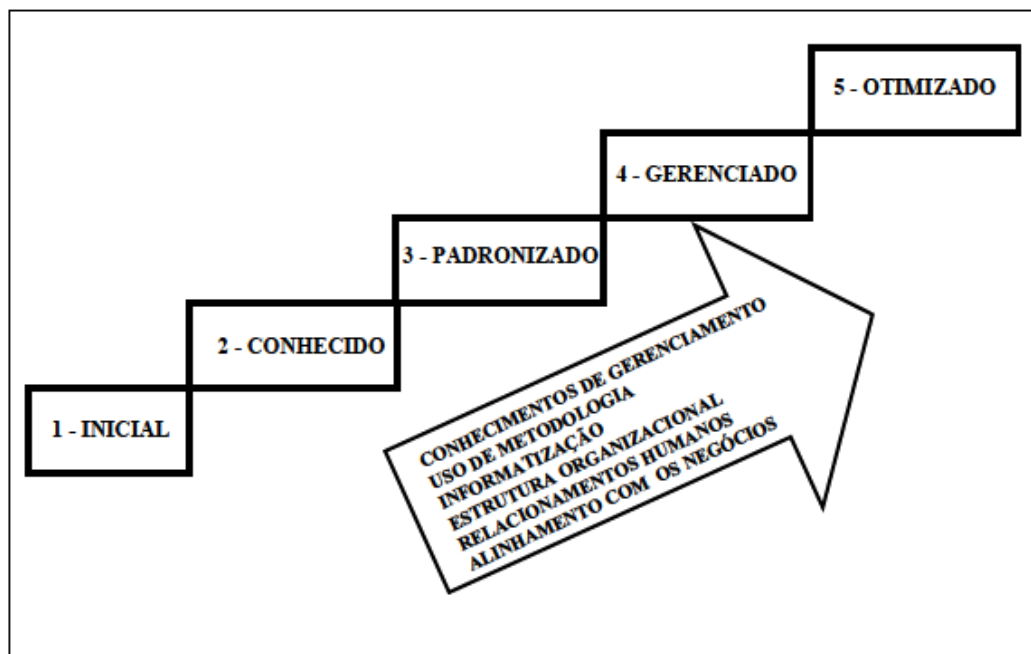 5 - OTIMIZADO
4 - GERENCIADO
3 - PADRONIZADO
2 - CONHECIDO
1 - INICIAL
CONHECIMENTOS DE GERENCIAMENTO
USO DE METODOLOGIA
INFORMATIZAÇÃO
ESTRUTURA ORGANIZACIONAL
RELACIONAMENTOS HUMANOS
ALINHAMENTO COM OS NEGÓCIOS